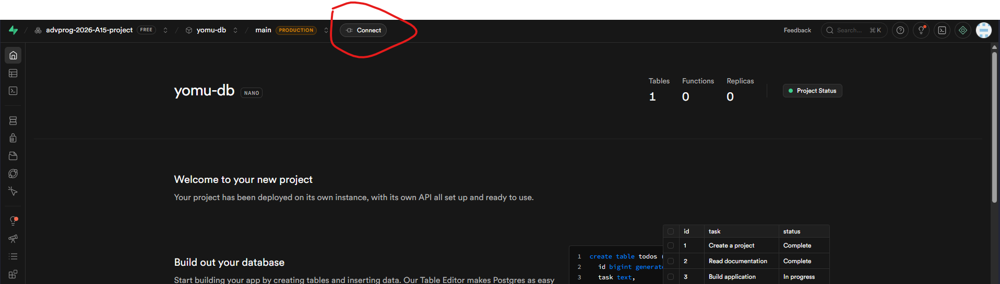 advprog-2026-A15-project FREE / yomu-db / main PRODUCTION Connect Feedback Search... ⌘K
Tables Functions Replicas
yomu-db NANO 1 0 0 Project Status
Welcome to your new project
Your project has been deployed on its own instance, with its own API all set up and ready to use.
id task status
1 Create a project Complete
2 Read documentation Complete
3 Build application In progress
Build out your database
Start building your app by creating tables and inserting data. Our Table Editor makes Postgres as easy
1 create table todos (
2 id bigint generate
3 task text,